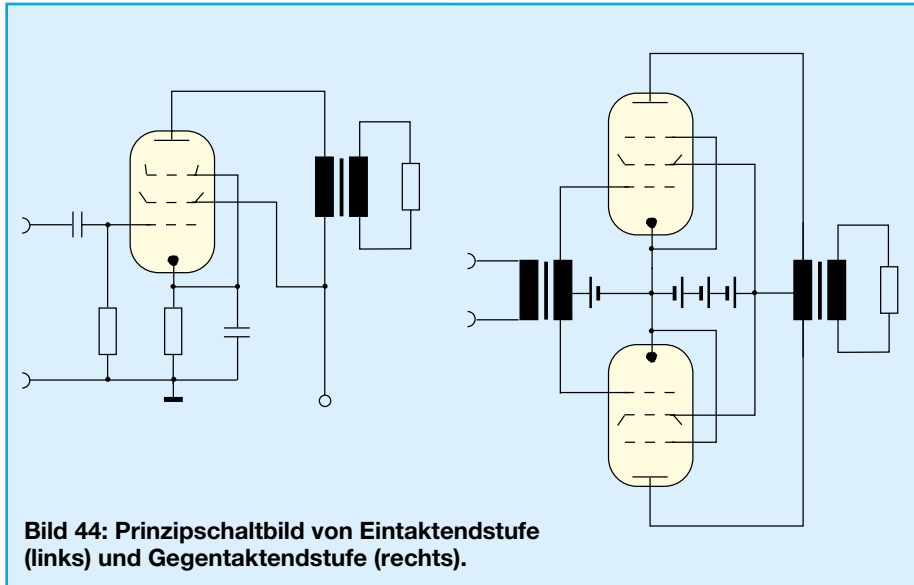 Bild 44: Prinzipschaltbild von Eintaktendstufe
(links) und Gegentaktendstufe (rechts).